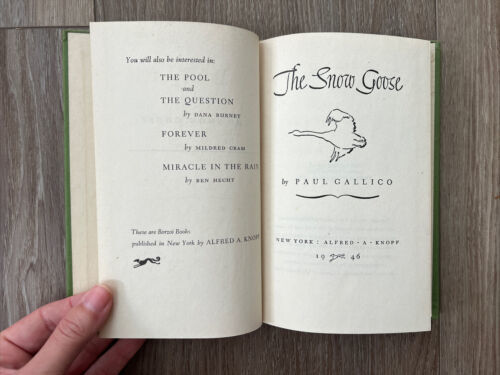 You will also be interested in:
THE POOL
and
THE QUESTION
by DANA BURNET
FOREVER
by MILDRED CRAM
MIRACLE IN THE RAIN
by BEN HECHT
These are Borzoi Books
published in New York by ALFRED A. KNOPF
The Snow Goose
by PAUL GALLICO
NEW YORK : ALFRED · A · KNOPF
19 46